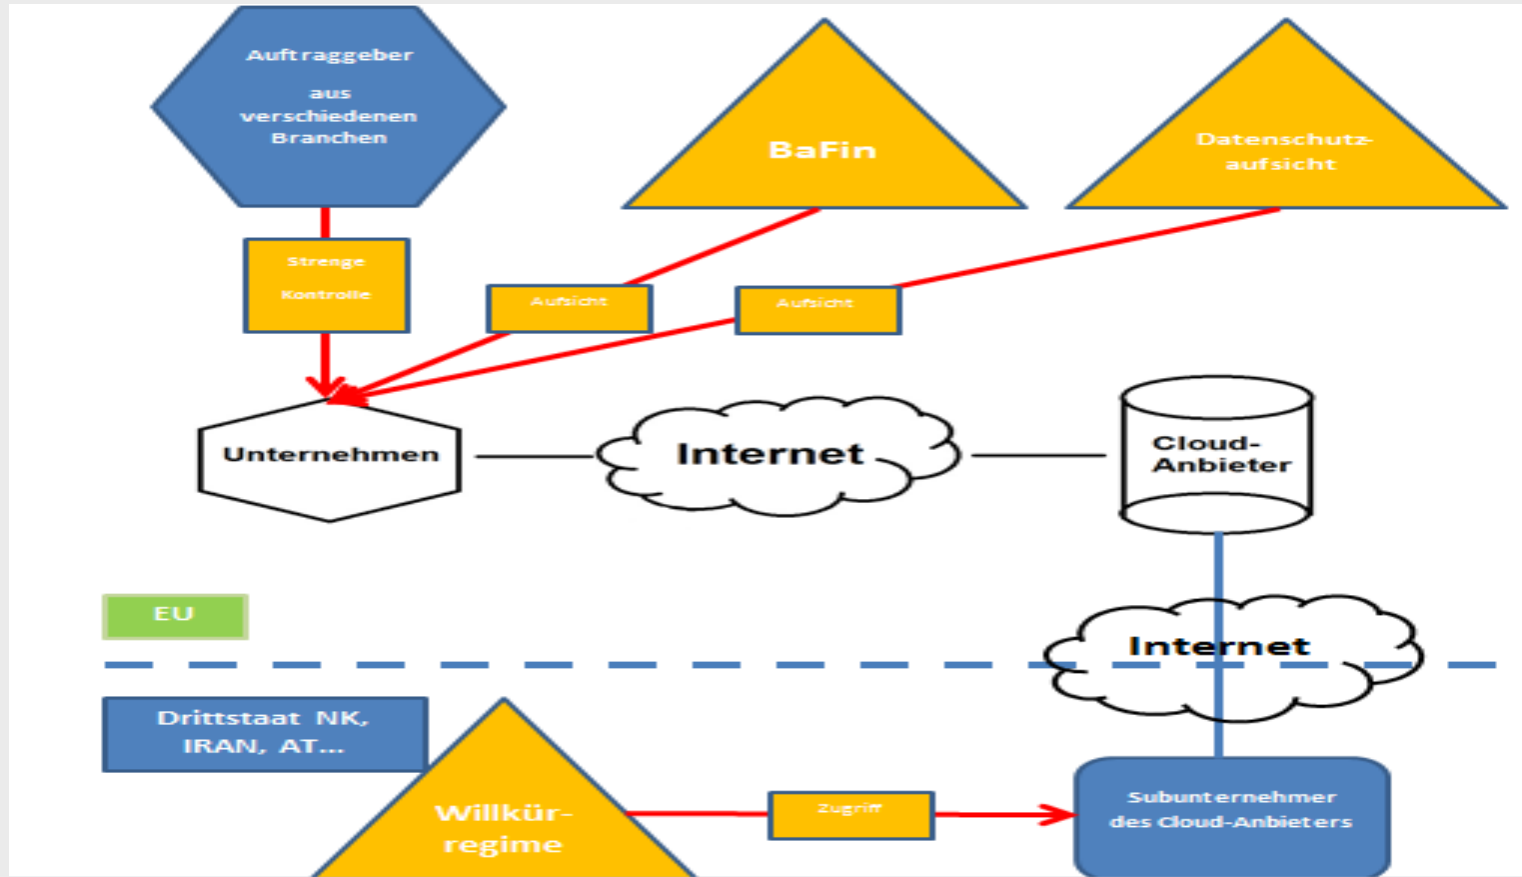 Auftraggeber
aus
verschiedenen
Branchen
BaFin
Datenschutz-
aufsicht
Strenge
Kontrolle
Aufsicht
Aufsicht
Unternehmen
Internet
Cloud-
Anbieter
EU
Internet
Drittstaat NK,
IRAN, AT...
Willkür-
regime
Zugriff
Subunternehmer
des Cloud-Anbieters